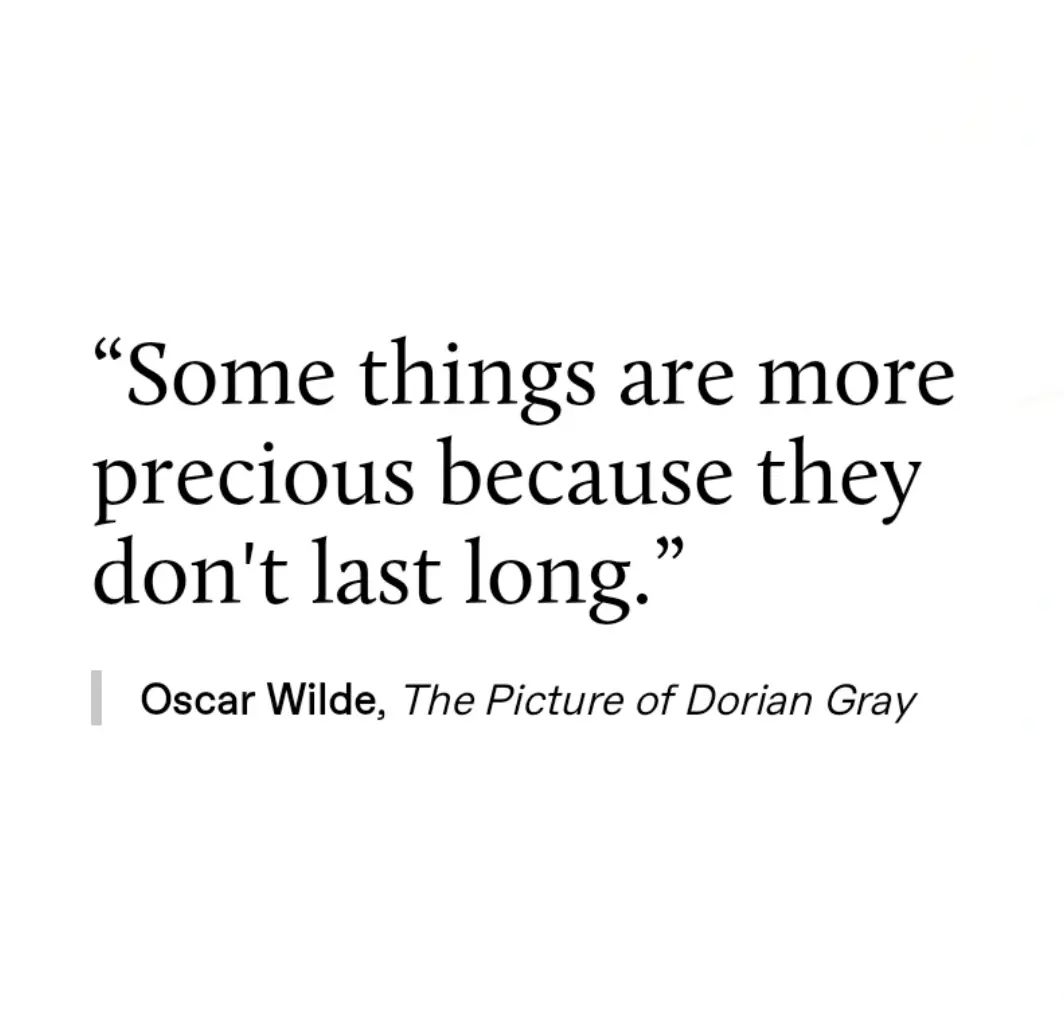 “Some things are more
precious because they
don't last long.”
Oscar Wilde, The Picture of Dorian Gray